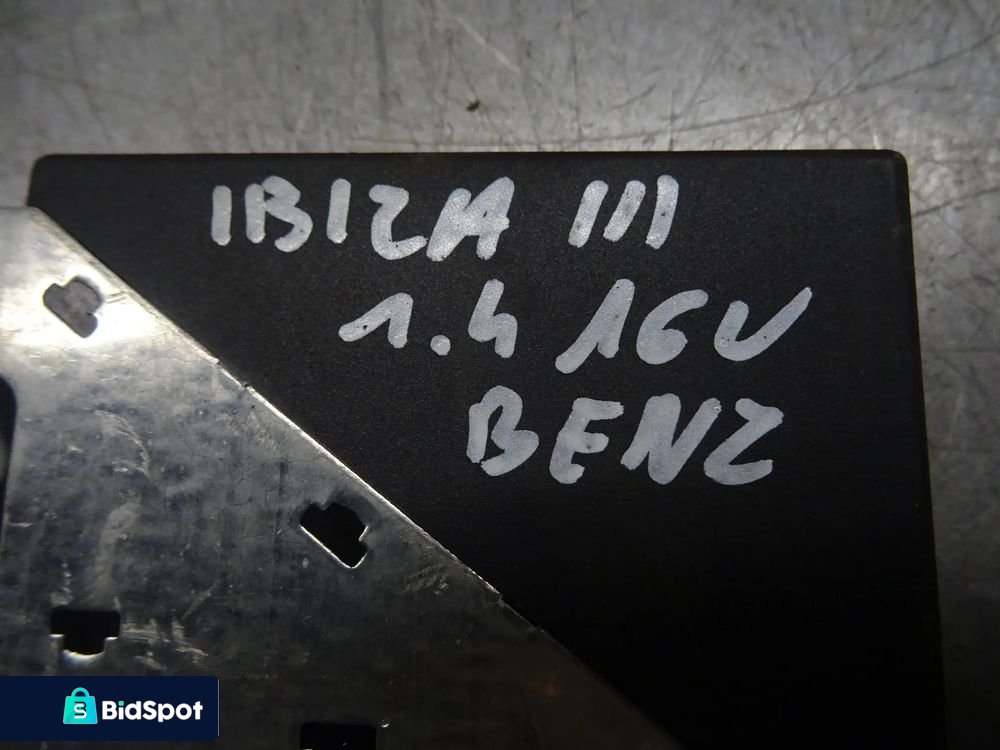 IBIZA III
1.4 16V
BENZ
BidSpot